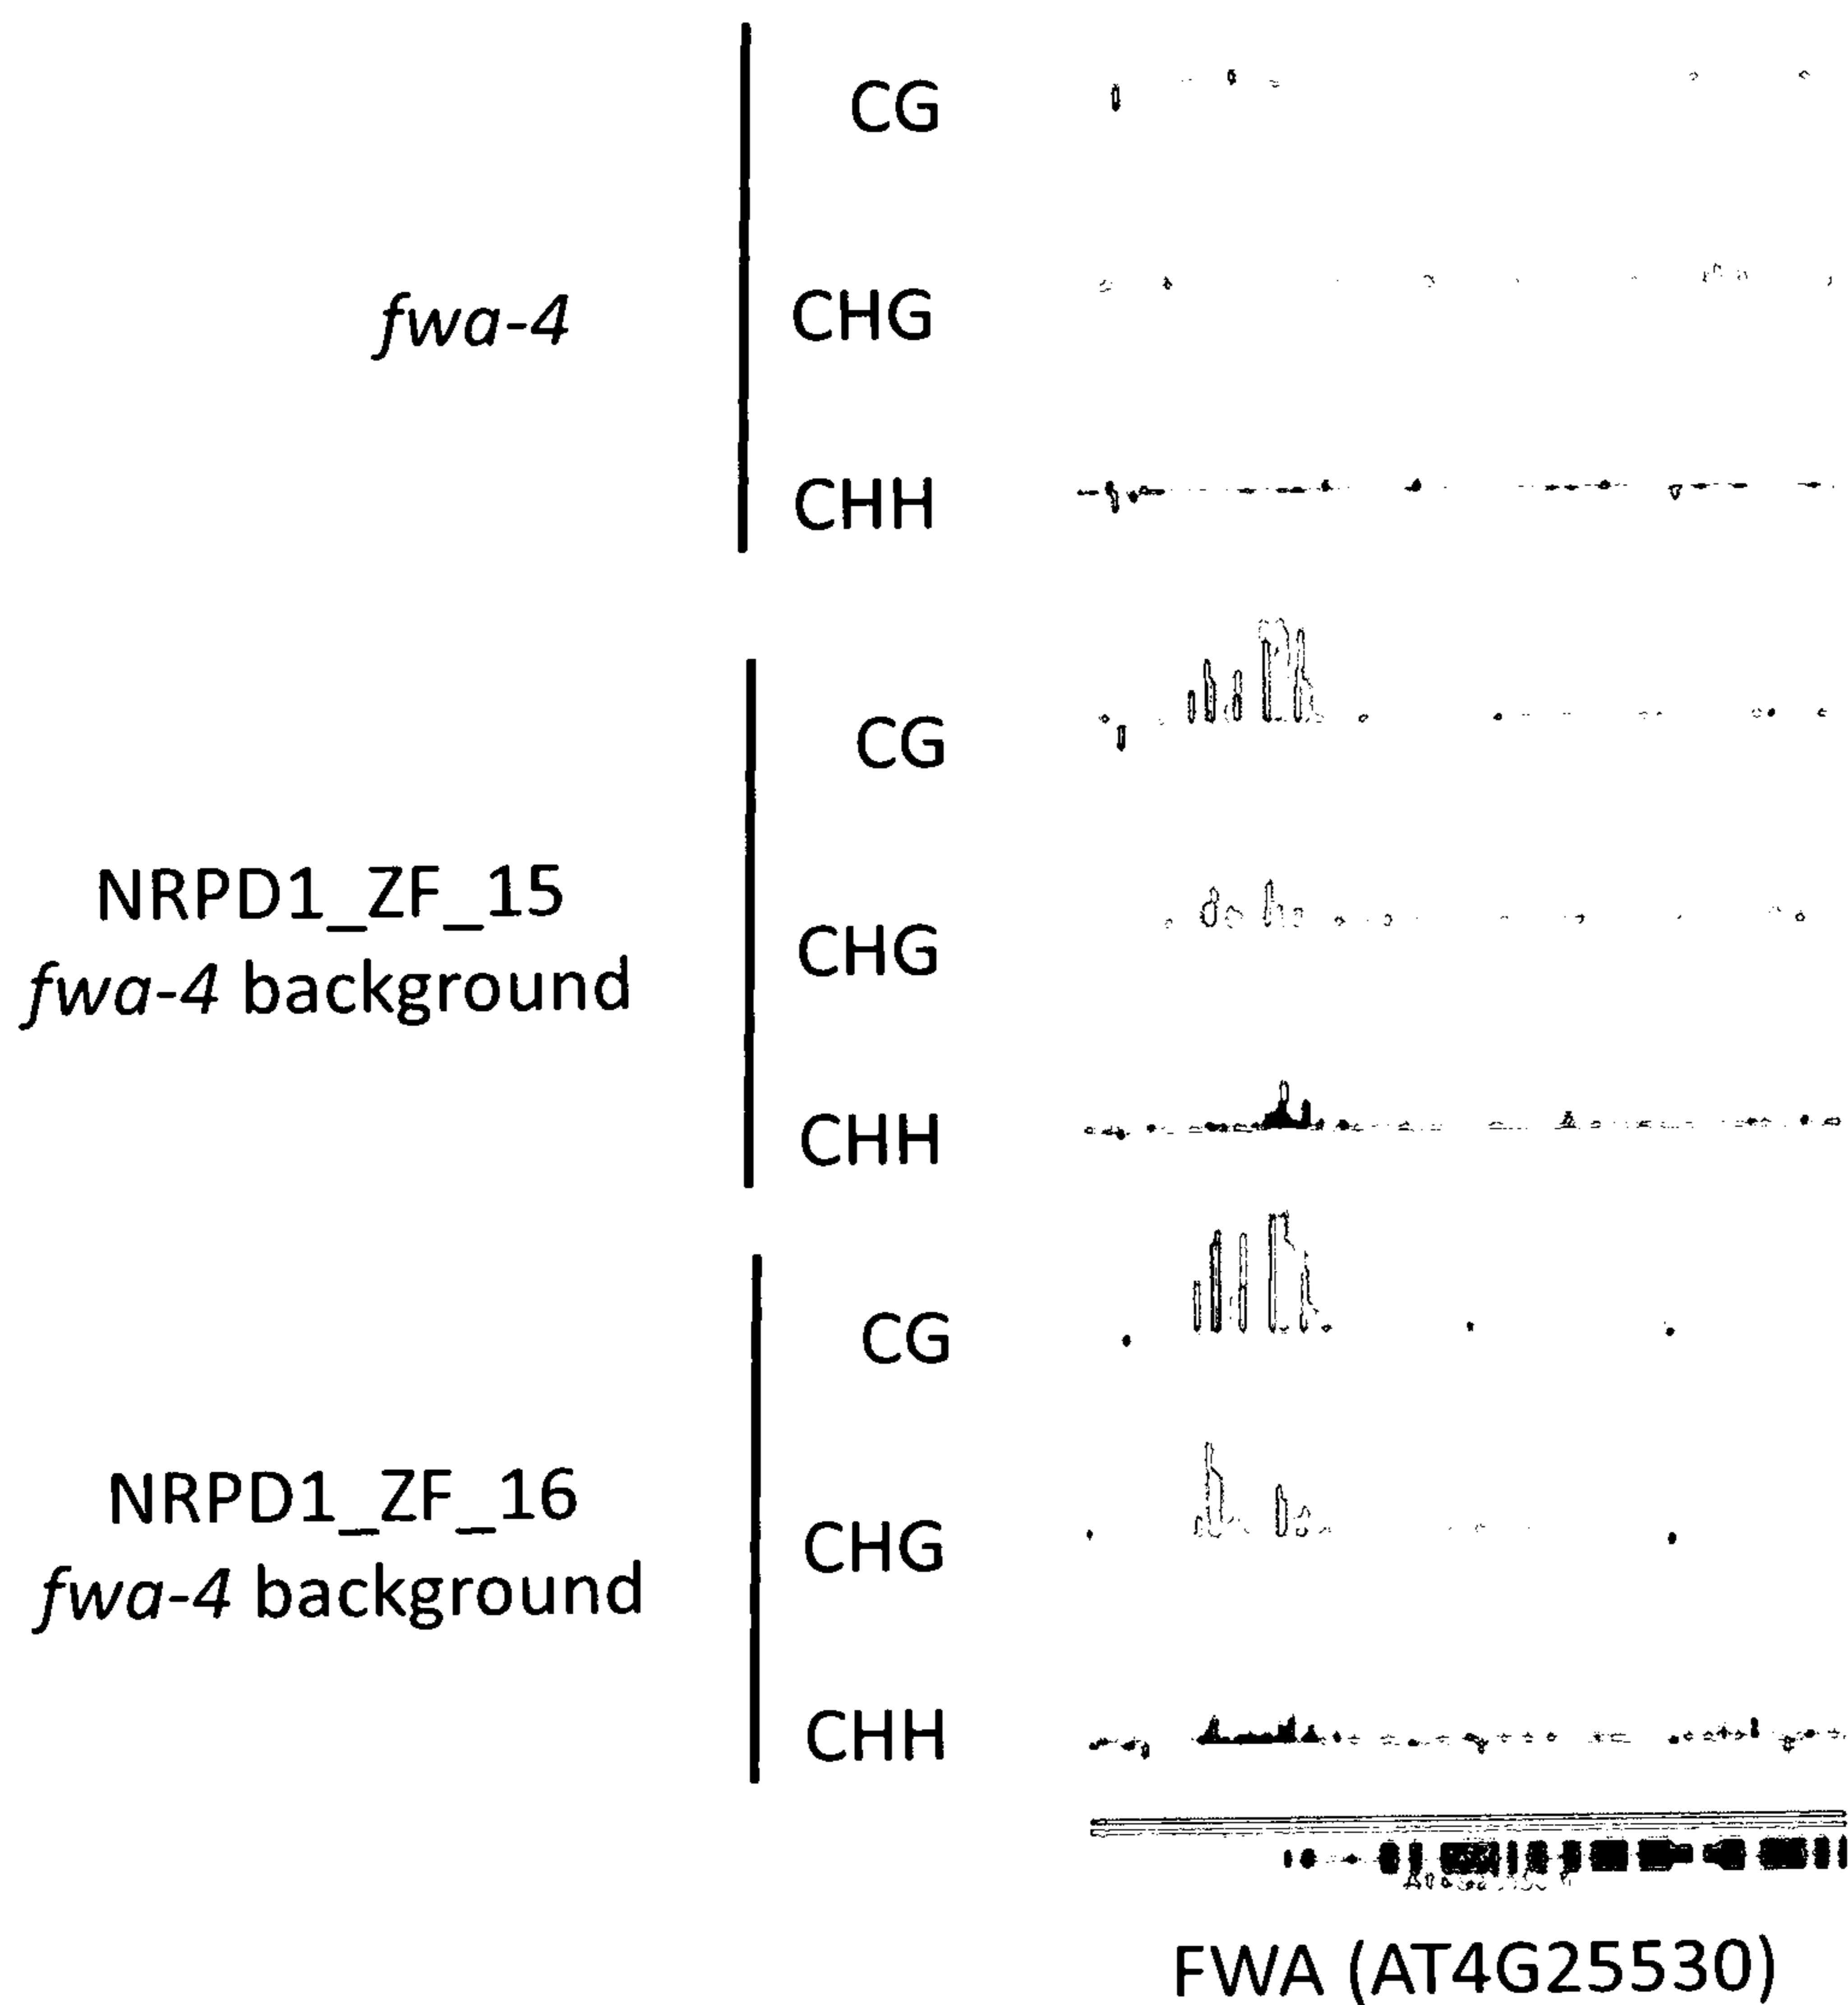 CG
fwa-4
CHG
CHH
CG
NRPD1_ZF_15
fwa-4 background
CHG
CHH
CG
NRPD1_ZF_16
fwa-4 background
CHG
CHH
FWA (AT4G25530)